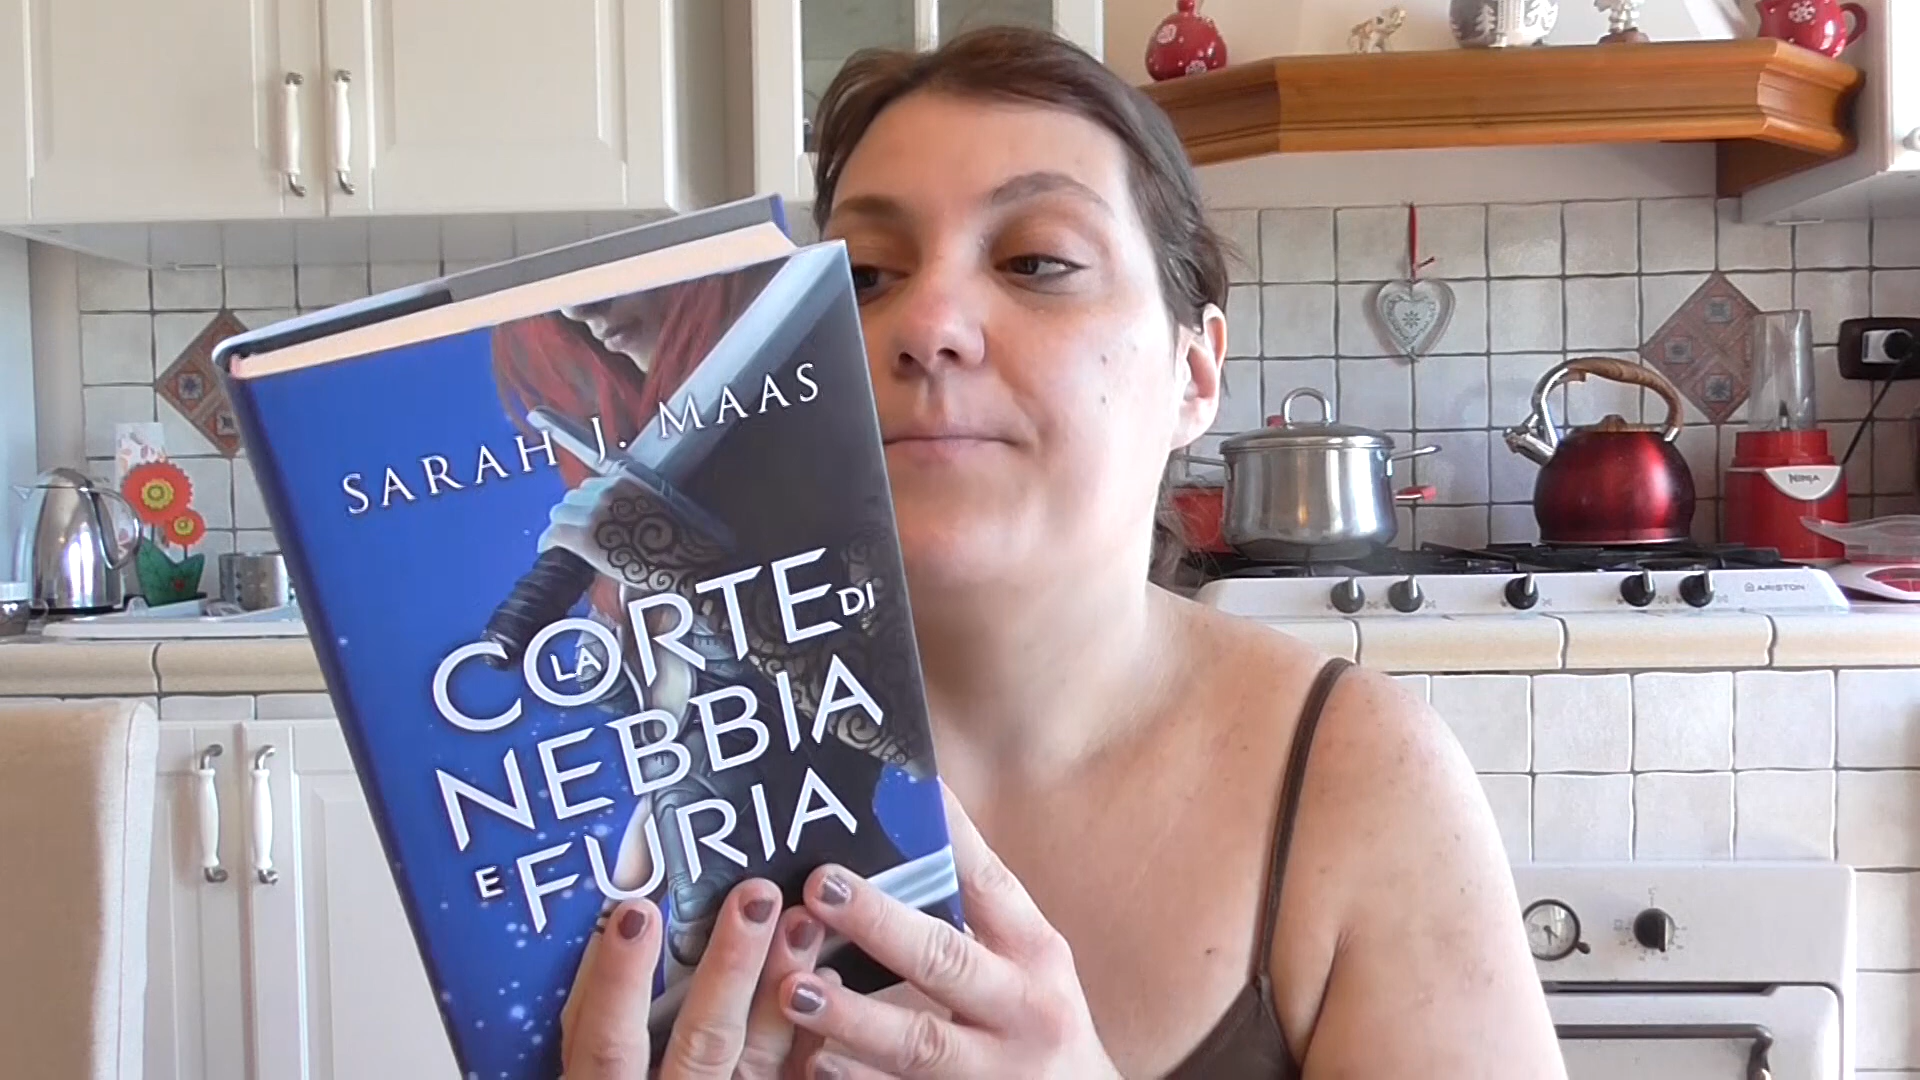 SARAH J. MAAS
LA CORTE DI
NEBBIA
E FURIA
NINJA
ARISTON